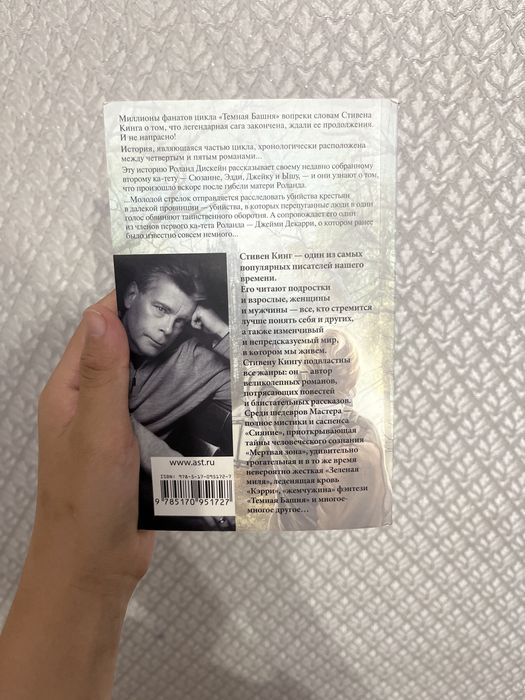 Миллионы фанатов цикла «Темная Башня» вопреки словам Стивена
Кинга о том, что легендарная сага закончена, ждали ее продолжения.
И не напрасно!
История, являющаяся частью цикла, хронологически расположена
между четвертым и пятым романами...
Эту историю Роланд Дискейн рассказывает своему недавно собранному
второму ка-тету — Сюзанне, Эдди, Джейку и Ышу, — и они узнают о том,
что произошло вскоре после гибели матери Роланда.
...Молодой стрелок отправляется расследовать убийства крестьян
в далекой провинции — убийства, в которых перепуганные люди в один
голос обвиняют таинственного оборотня. А сопровождает его один
из членов первого ка-тета Роланда — Джейми Декарри, о котором ранее
было известно совсем немного...
Стивен Кинг — один из самых
популярных писателей нашего
времени.
Его читают подростки
и взрослые, женщины
и мужчины — все, кто стремится
лучше понять себя и других,
а также изменчивый
и непредсказуемый мир,
в котором мы живем.
Стивену Кингу подвластны
все жанры: он — автор
великолепных романов,
потрясающих повестей
и блистательных рассказов.
Среди шедевров Мастера —
полное мистики и саспенса
«Сияние», приоткрывающая
тайны человеческого сознания
«Мертвая зона», удивительно
трогательная и в то же время
невероятно жесткая «Зеленая
миля», леденящая кровь
«Кэрри», «жемчужина» фэнтези
«Темная Башня» и многое-
многое другое...
www.ast.ru
ISBN: 978-5-17-095172-7
9 785170 951727